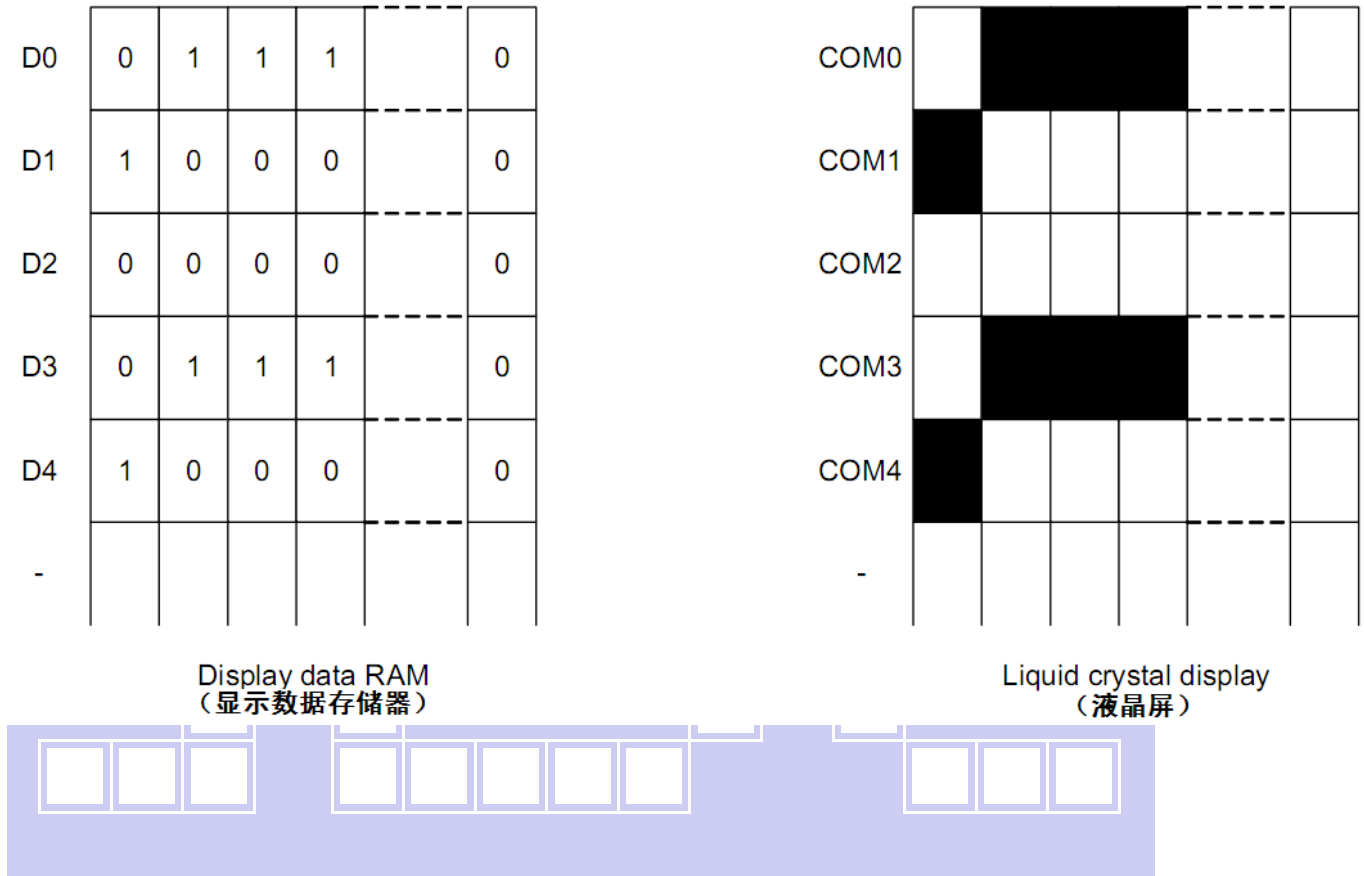 D0 0 1 1 1 0 COM0
D1 1 0 0 0 0 COM1
D2 0 0 0 0 0 COM2
D3 0 1 1 1 0 COM3
D4 1 0 0 0 0 COM4
- -
Display data RAM Liquid crystal display
（显示数据存储器） （液晶屏）